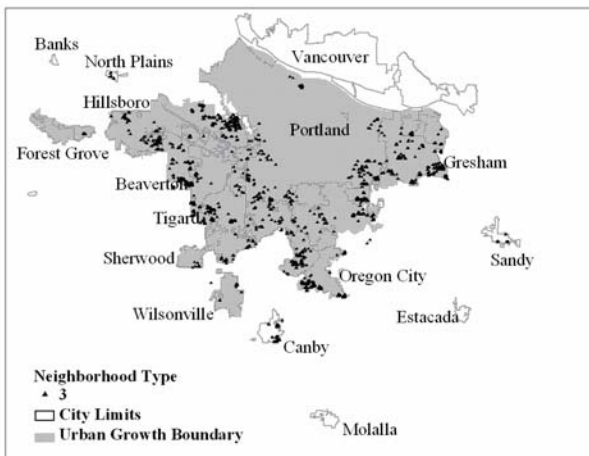 Banks
North Plains
Vancouver
Hillsboro
Portland
Forest Grove
Gresham
Beaverton
Tigard
Sherwood
Sandy
Oregon City
Wilsonville
Estacada
Canby
Neighborhood Type
3
City Limits
Urban Growth Boundary
Molalla